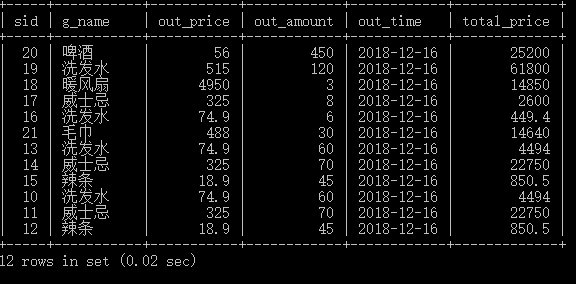 sid | g_name | out_price | out_amount | out_time | total_price
20 | 啤酒 | 56 | 450 | 2018-12-16 | 25200
19 | 洗发水 | 515 | 120 | 2018-12-16 | 61800
18 | 暖风扇 | 4950 | 3 | 2018-12-16 | 14850
17 | 威士忌 | 325 | 8 | 2018-12-16 | 2600
16 | 洗发水 | 74.9 | 6 | 2018-12-16 | 449.4
21 | 毛巾 | 488 | 30 | 2018-12-16 | 14640
13 | 洗发水 | 74.9 | 60 | 2018-12-16 | 4494
14 | 威士忌 | 325 | 70 | 2018-12-16 | 22750
15 | 辣条 | 18.9 | 45 | 2018-12-16 | 850.5
10 | 洗发水 | 74.9 | 60 | 2018-12-16 | 4494
11 | 威士忌 | 325 | 70 | 2018-12-16 | 22750
12 | 辣条 | 18.9 | 45 | 2018-12-16 | 850.5
12 rows in set (0.02 sec)